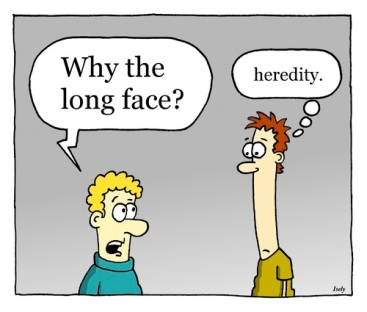 Why the
long face?
heredity.
Isely